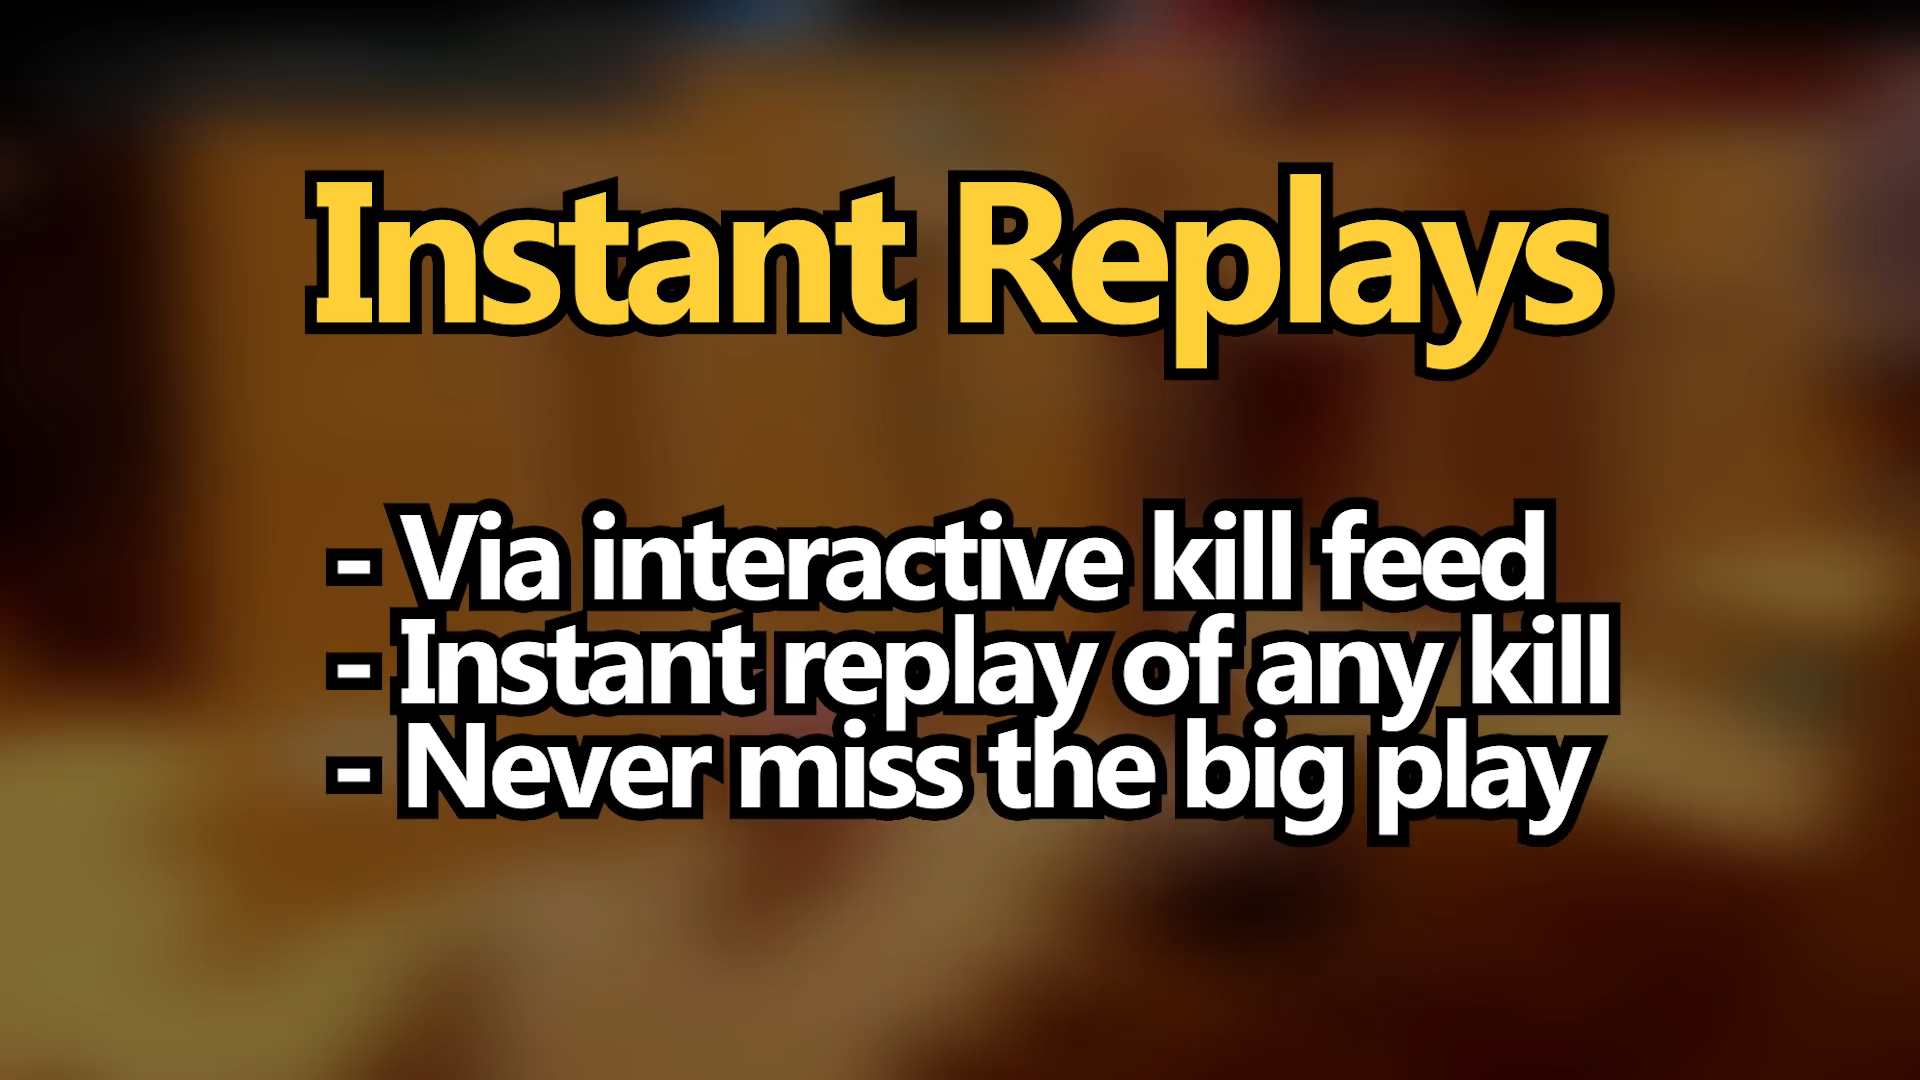 Instant Replays
- Via interactive kill feed
- Instant replay of any kill
- Never miss the big play